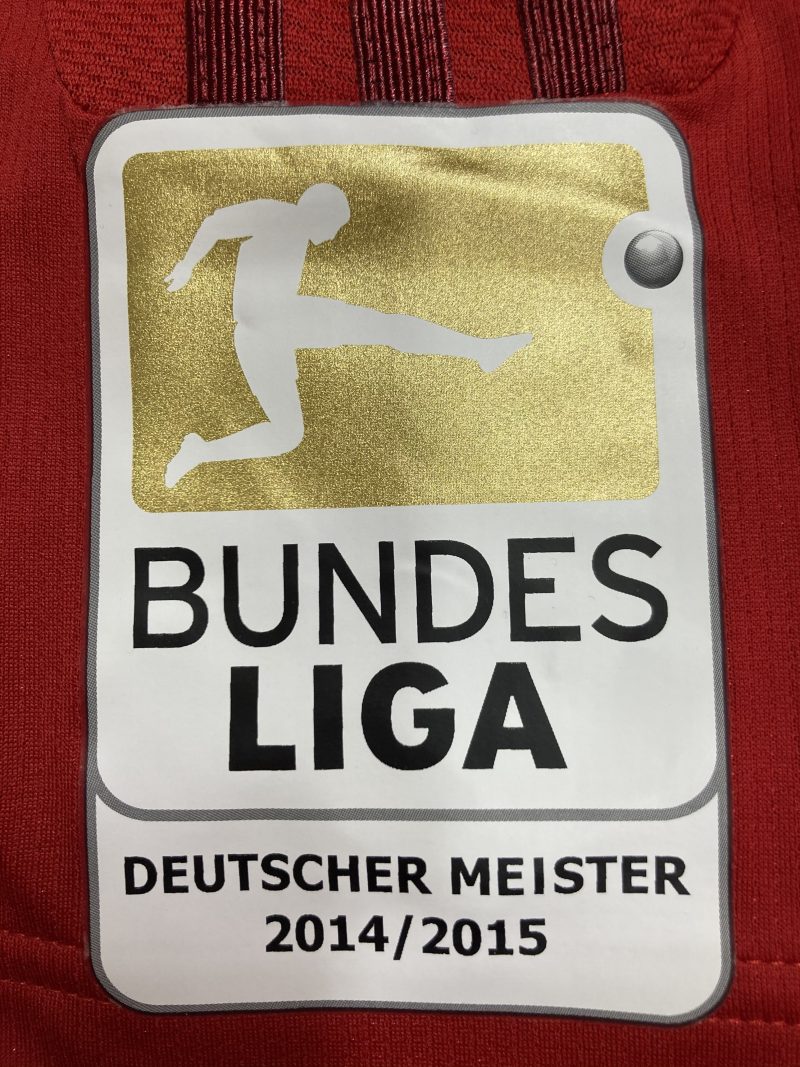 BUNDES
LIGA
DEUTSCHER MEISTER
2014/2015